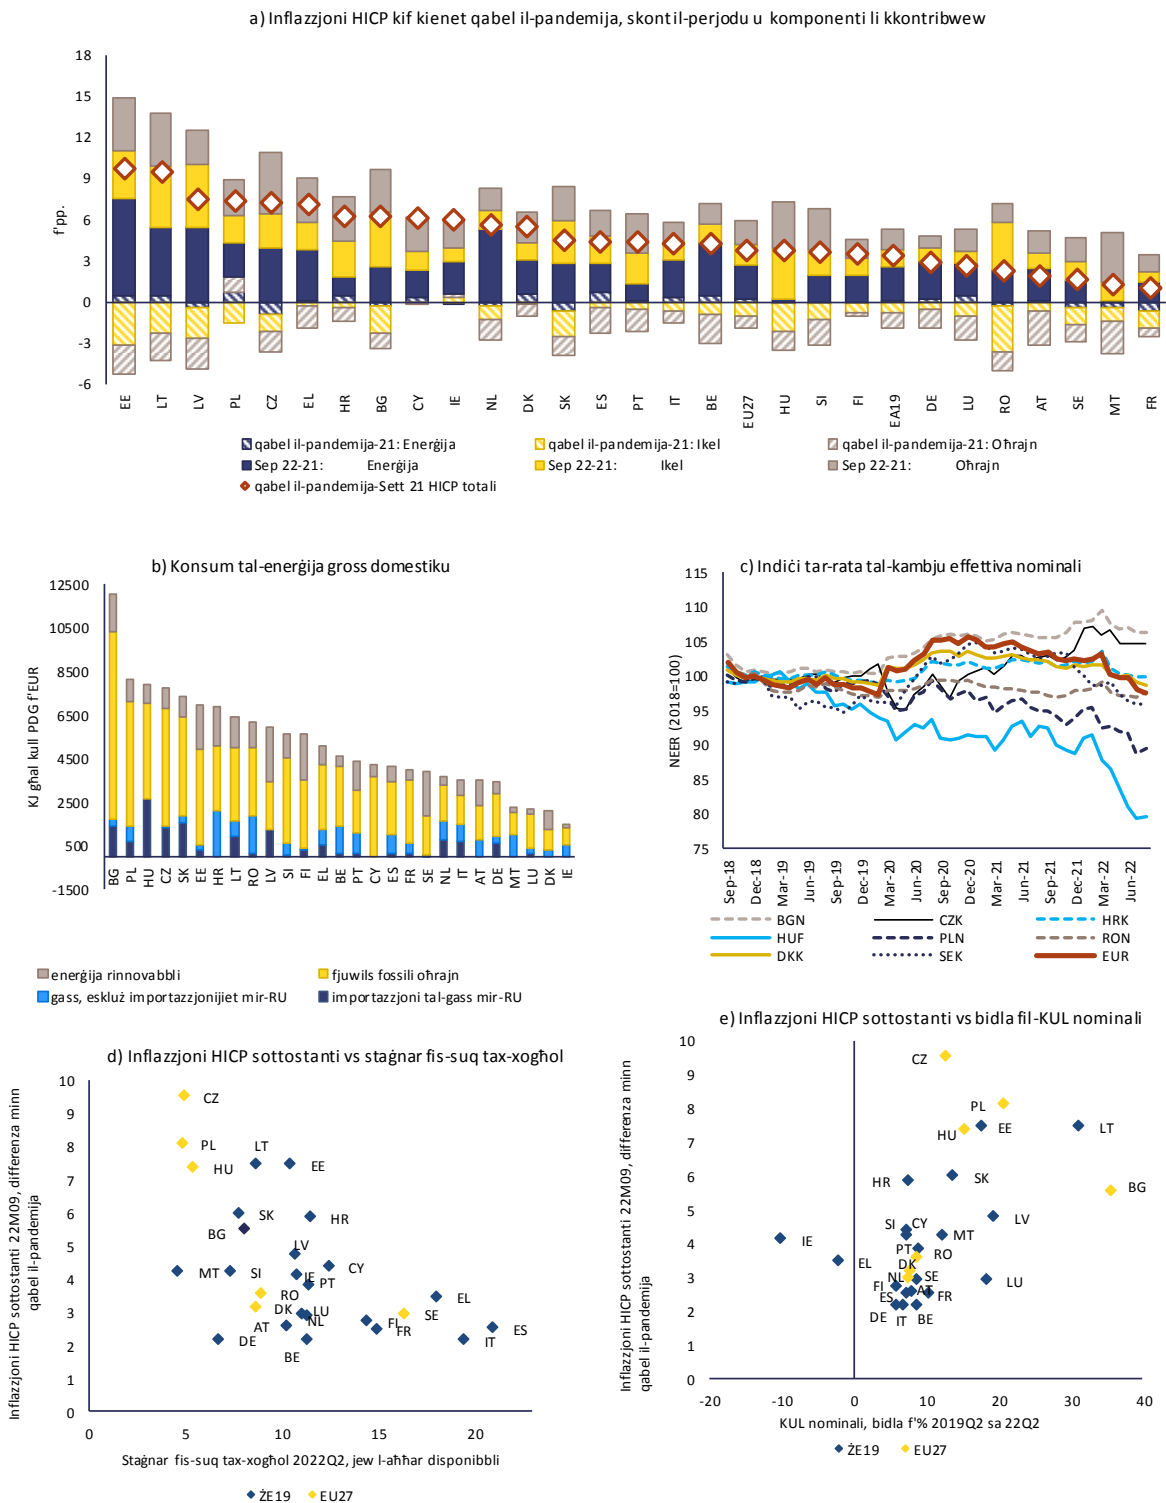 a) Inflazzjoni HICP kif kienet qabel il-pandemija, skont il-perjodu u komponenti li kkontribwew
f'pp.
18
15
12
9
6
3
0
-3
-6
EE LT LV PL CZ EL HR BG CY IE NL DK SK ES PT IT BE EU27 HU SI FI EA19 DE LU RO AT SE MT FR
qabel il-pandemija-21: Enerġija qabel il-pandemija-21: Ikel qabel il-pandemija-21: Oħrajn
Sep 22-21: Enerġija Sep 22-21: Ikel Sep 22-21: Oħrajn
qabel il-pandemija-Sett 21 HICP totali
b) Konsum tal-enerġija gross domestiku
KJ għal kull PDG f'EUR
12500
10500
8500
6500
4500
2500
500
-1500
BG PL HU CZ SK EE HR LT RO LV SI FI EL BE PT CY ES FR SE NL IT AT DE MT LU DK IE
enerġija rinnovabbli fjuwils fossili oħrajn
gass, eskluż importazzjonijiet mir-RU importazzjoni tal-gass mir-RU
c) Indiċi tar-rata tal-kambju effettiva nominali
NEER (2018=100)
115
110
105
100
95
90
85
80
75
Sep-18 Dec-18 Mar-19 Jun-19 Sep-19 Dec-19 Mar-20 Jun-20 Sep-20 Dec-20 Mar-21 Jun-21 Sep-21 Dec-21 Mar-22 Jun-22
BGN CZK HRK
HUF PLN RON
DKK SEK EUR
d) Inflazzjoni HICP sottostanti vs staġnar fis-suq tax-xogħol
Inflazzjoni HICP sottostanti 22M09, differenza minn
qabel il-pandemija
10
9
8
7
6
5
4
3
2
1
0
CZ
PL LT
HU EE
SK HR
BG
LV
CY
MT SI IE PT
RO EL
DK LU SE
AT NL FI FR ES
DE BE IT
0 5 10 15 20
Staġnar fis-suq tax-xogħol 2022Q2, jew l-aħħar disponibbli
ŻE19 EU27
e) Inflazzjoni HICP sottostanti vs bidla fil-KUL nominali
Inflazzjoni HICP sottostanti 22M09, differenza minn
qabel il-pandemija
10
9
8
7
6
5
4
3
2
1
0
CZ
PL
HU EE LT
HR SK BG
SI CY LV
IE MT
PT RO
EL DK
NL SE LU
FI AT
ES FR
DE IT BE
-20 -10 0 10 20 30 40
KUL nominali, bidla f'% 2019Q2 sa 22Q2
ŻE19 EU27